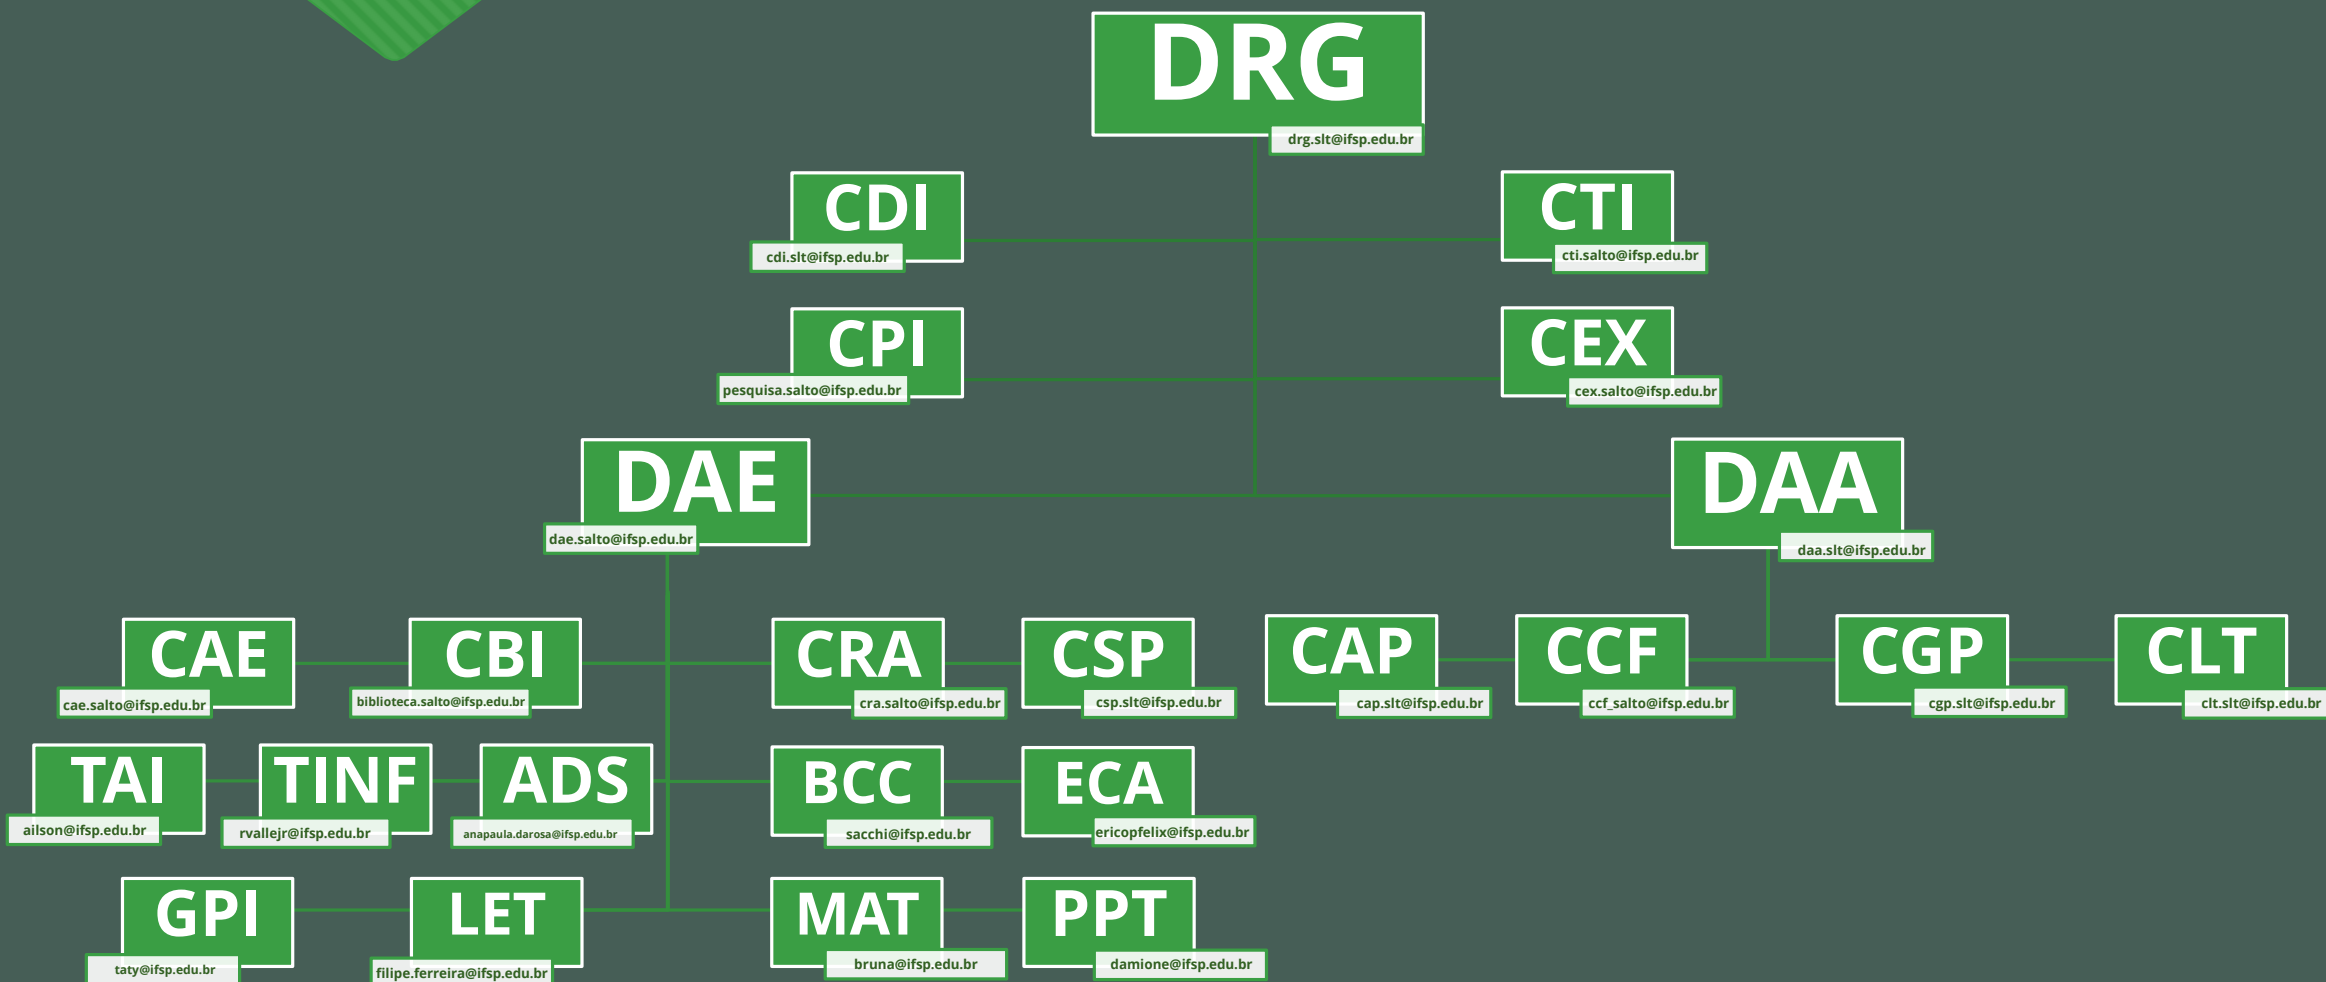 DRG
drg.slt@ifsp.edu.br
CDI
cdi.slt@ifsp.edu.br
CTI
cti.salto@ifsp.edu.br
CPI
pesquisa.salto@ifsp.edu.br
CEX
cex.salto@ifsp.edu.br
DAE
dae.salto@ifsp.edu.br
DAA
daa.slt@ifsp.edu.br
CAE
cae.salto@ifsp.edu.br
CBI
biblioteca.salto@ifsp.edu.br
CRA
cra.salto@ifsp.edu.br
CSP
csp.slt@ifsp.edu.br
CAP
cap.slt@ifsp.edu.br
CCF
ccf_salto@ifsp.edu.br
CGP
cgp.slt@ifsp.edu.br
CLT
clt.slt@ifsp.edu.br
TAI
ailson@ifsp.edu.br
TINF
rvallejr@ifsp.edu.br
ADS
anapaula.darosa@ifsp.edu.br
BCC
sacchi@ifsp.edu.br
ECA
ericopfelix@ifsp.edu.br
GPI
taty@ifsp.edu.br
LET
filipe.ferreira@ifsp.edu.br
MAT
bruna@ifsp.edu.br
PPT
damione@ifsp.edu.br